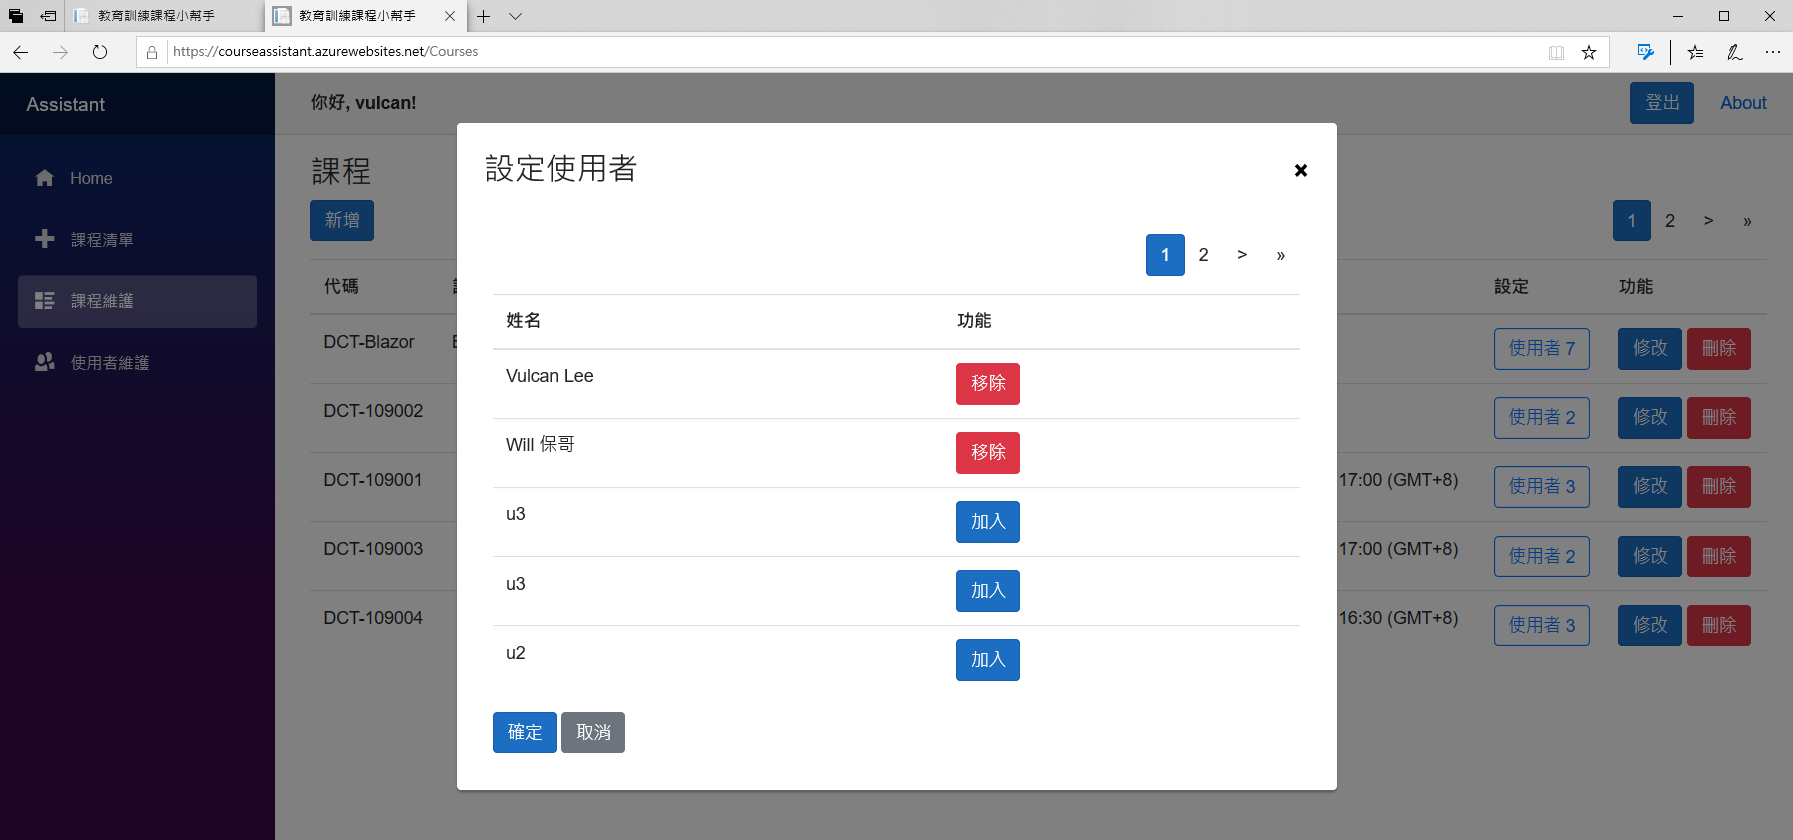 教育訓練課程小幫手
教育訓練課程小幫手
https://courseassistant.azurewebsites.net/Courses
Assistant
你好, vulcan!
登出
About
Home
課程清單
課程維護
使用者維護
課程
新增
1 2 > »
代碼
設定
功能
DCT-Blazor
使用者 7
修改
刪除
DCT-109002
使用者 2
修改
刪除
DCT-109001
17:00 (GMT+8)
使用者 3
修改
刪除
DCT-109003
17:00 (GMT+8)
使用者 2
修改
刪除
DCT-109004
16:30 (GMT+8)
使用者 3
修改
刪除
設定使用者
×
1 2 > »
姓名
功能
Vulcan Lee
移除
Will 保哥
移除
u3
加入
u3
加入
u2
加入
確定
取消